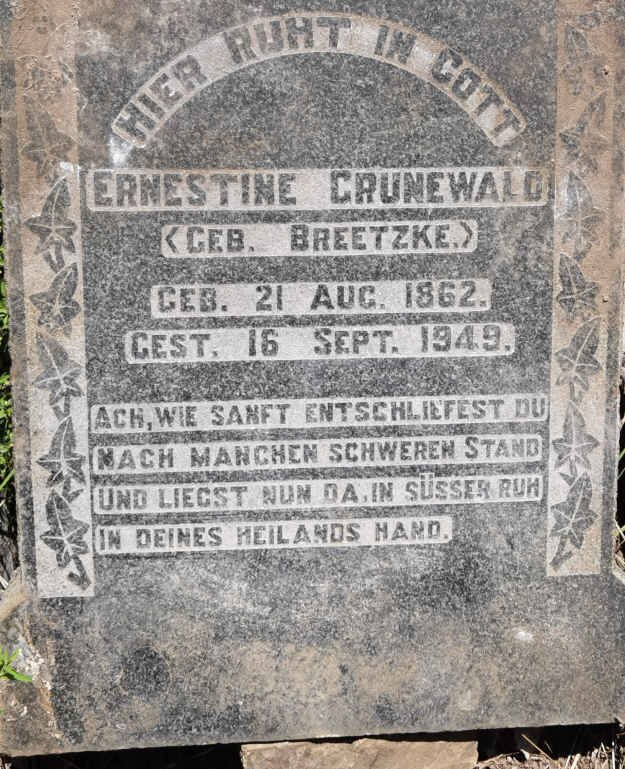 HIER RUHT IN GOTT
ERNESTINE GRUNEWALD
(GEB. BREETZKE.)
GEB. 21 AUG. 1862.
GEST. 16 SEPT. 1949.
ACH, WIE SANFT ENTSCHLIEFEST DU
NACH MANCHEN SCHWEREN STAND
UND LIEGST NUN DA, IN SÜSSER RUH
IN DEINES HEILANDS HAND.